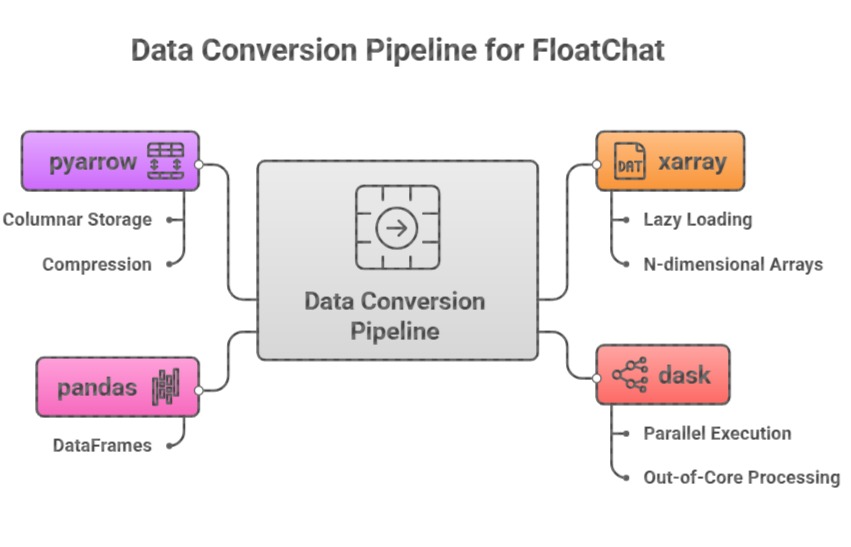 Data Conversion Pipeline for FloatChat
pyarrow
Columnar Storage
Compression
pandas
DataFrames
Data Conversion
Pipeline
DAT
xarray
Lazy Loading
N-dimensional Arrays
dask
Parallel Execution
Out-of-Core Processing